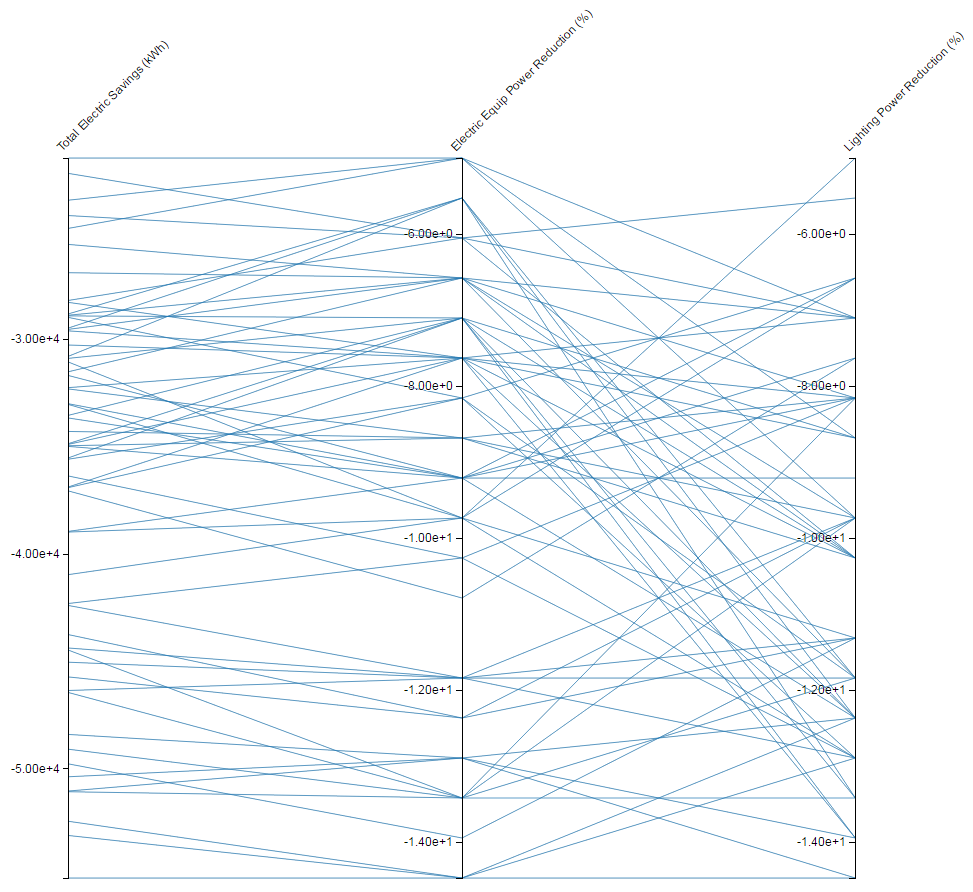 Total Electric Savings (kWh)
Electric Equip Power Reduction (%)
Lighting Power Reduction (%)
-3.00e+4
-4.00e+4
-5.00e+4
-6.00e+0
-8.00e+0
-1.00e+1
-1.20e+1
-1.40e+1
-6.00e+0
-8.00e+0
-1.00e+1
-1.20e+1
-1.40e+1